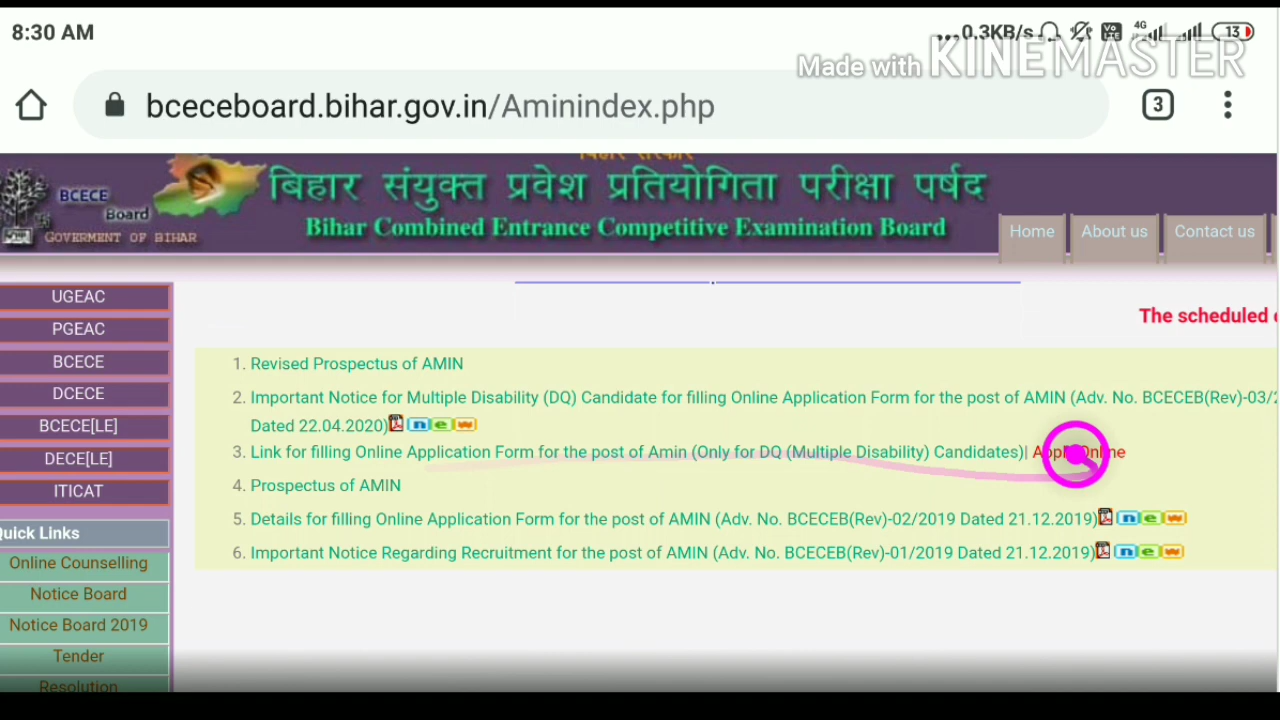 8:30 AM
...0.3KB/s 4G 13
Made with KINEMASTER
bceceboard.bihar.gov.in/Aminindex.php
3
बिहार सरकार
BCECE
Board
GOVERMENT OF BIHAR
बिहार संयुक्त प्रवेश प्रतियोगिता परीक्षा पर्षद
Bihar Combined Entrance Competitive Examination Board
Home
About us
Contact us
UGEAC
PGEAC
BCECE
DCECE
BCECE[LE]
DECE[LE]
ITICAT
Quick Links
Online Counselling
Notice Board
Notice Board 2019
Tender
Resolution
The scheduled
1. Revised Prospectus of AMIN
2. Important Notice for Multiple Disability (DQ) Candidate for filling Online Application Form for the post of AMIN (Adv. No. BCECEB(Rev)-03/2
Dated 22.04.2020) new
3. Link for filling Online Application Form for the post of Amin (Only for DQ (Multiple Disability) Candidates)| Apply Online
4. Prospectus of AMIN
5. Details for filling Online Application Form for the post of AMIN (Adv. No. BCECEB(Rev)-02/2019 Dated 21.12.2019) new
6. Important Notice Regarding Recruitment for the post of AMIN (Adv. No. BCECEB(Rev)-01/2019 Dated 21.12.2019) new